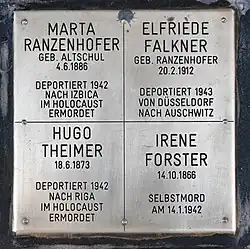 MARTA
RANZENHOFER
GEB. ALTSCHUL
4.6.1886
DEPORTIERT 1942
NACH IZBICA
IM HOLOCAUST
ERMORDET
ELFRIEDE
FALKNER
GEB. RANZENHOFER
20.2.1912
DEPORTIERT 1943
VON DÜSSELDORF
NACH AUSCHWITZ
HUGO
THEIMER
18.6.1873
DEPORTIERT 1942
NACH RIGA
IM HOLOCAUST
ERMORDET
IRENE
FORSTER
14.10.1866
SELBSTMORD
AM 14.1.1942